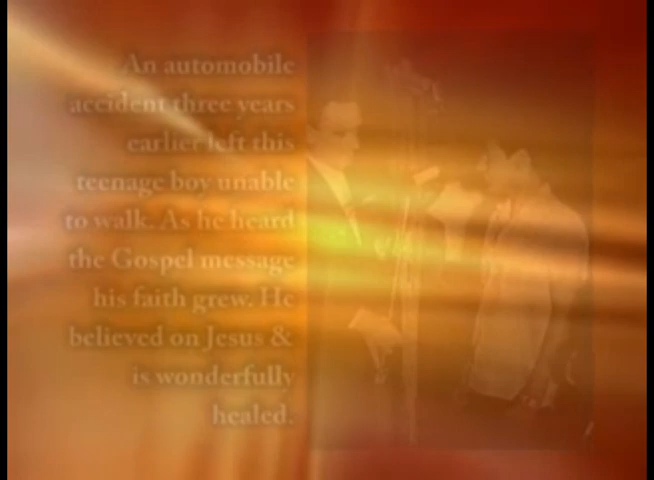 An automobile
accident three years
earlier left this
teenage boy unable
to walk. As he heard
the Gospel message
his faith grew. He
believed on Jesus &
is wonderfully
healed.